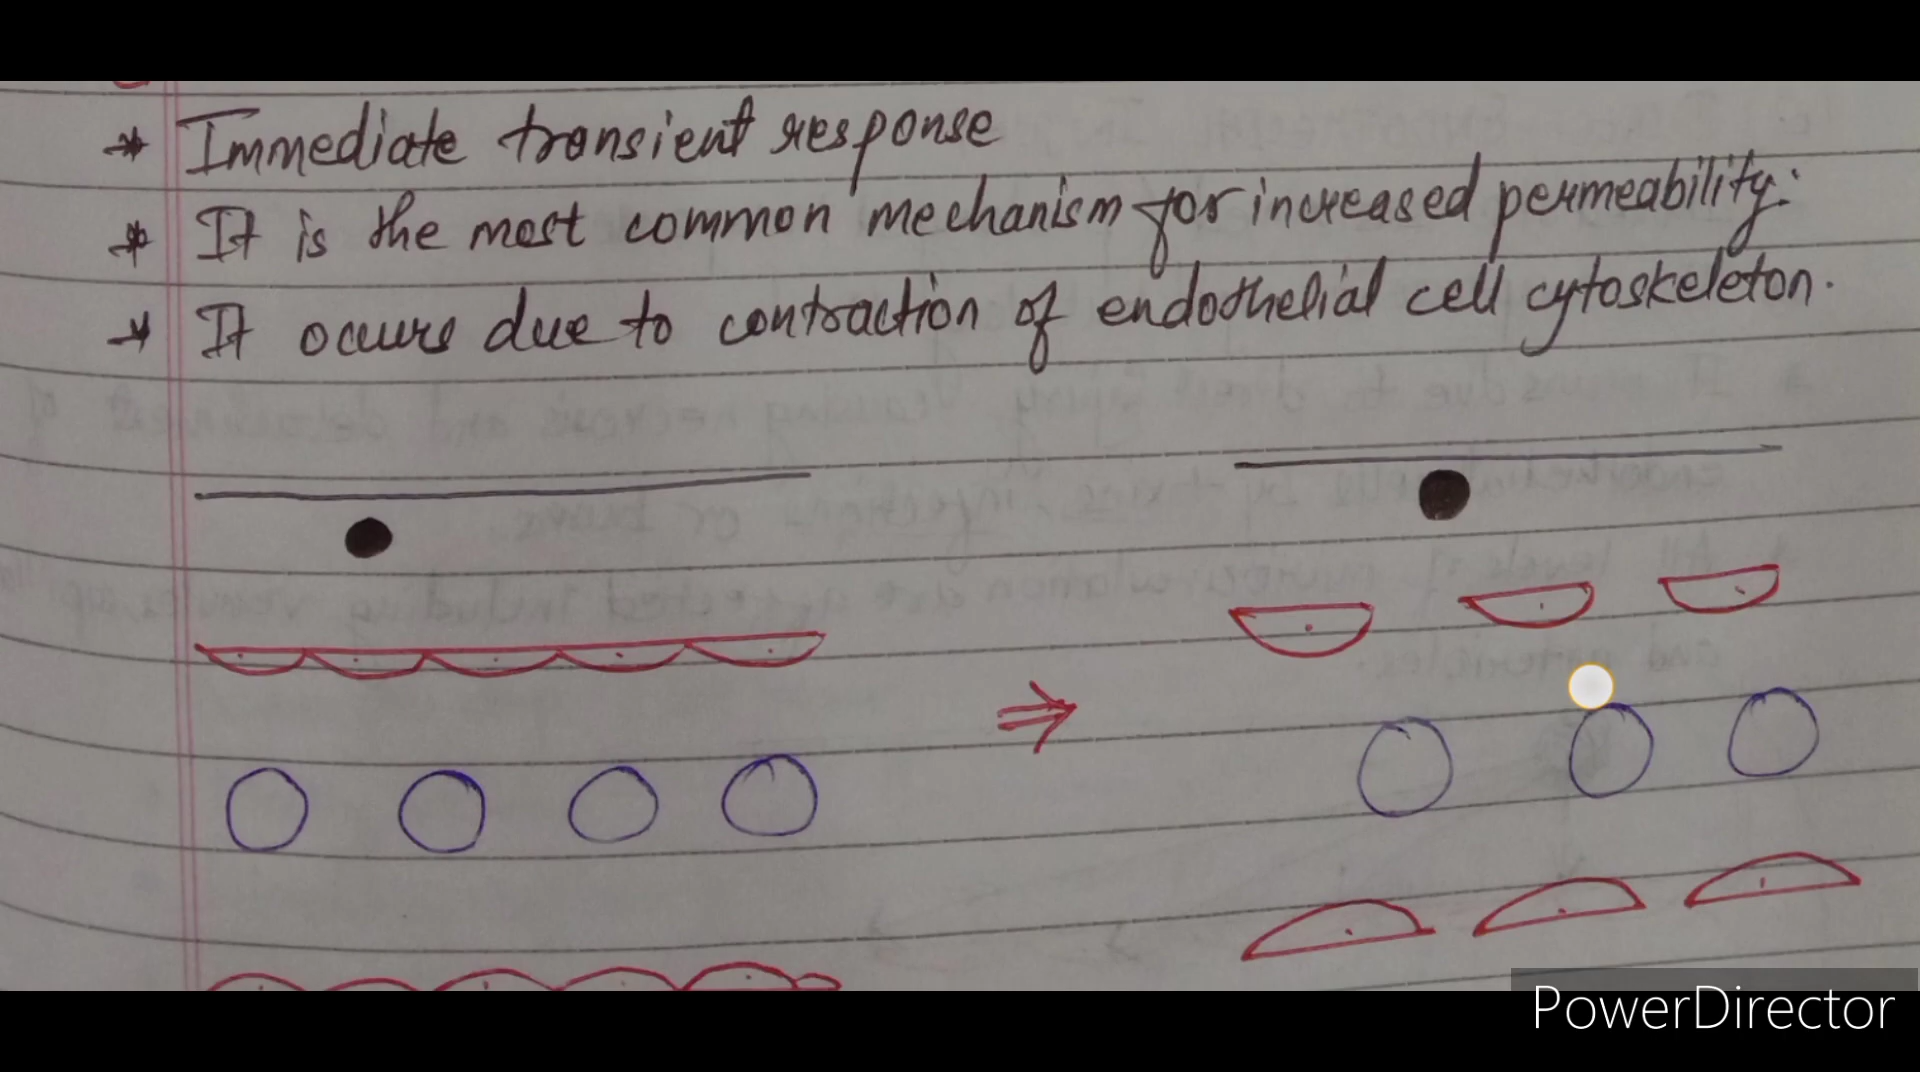 * Immediate transient response
* It is the most common mechanism for increased permeability.
* It occurs due to contraction of endothelial cell cytoskeleton.
PowerDirector